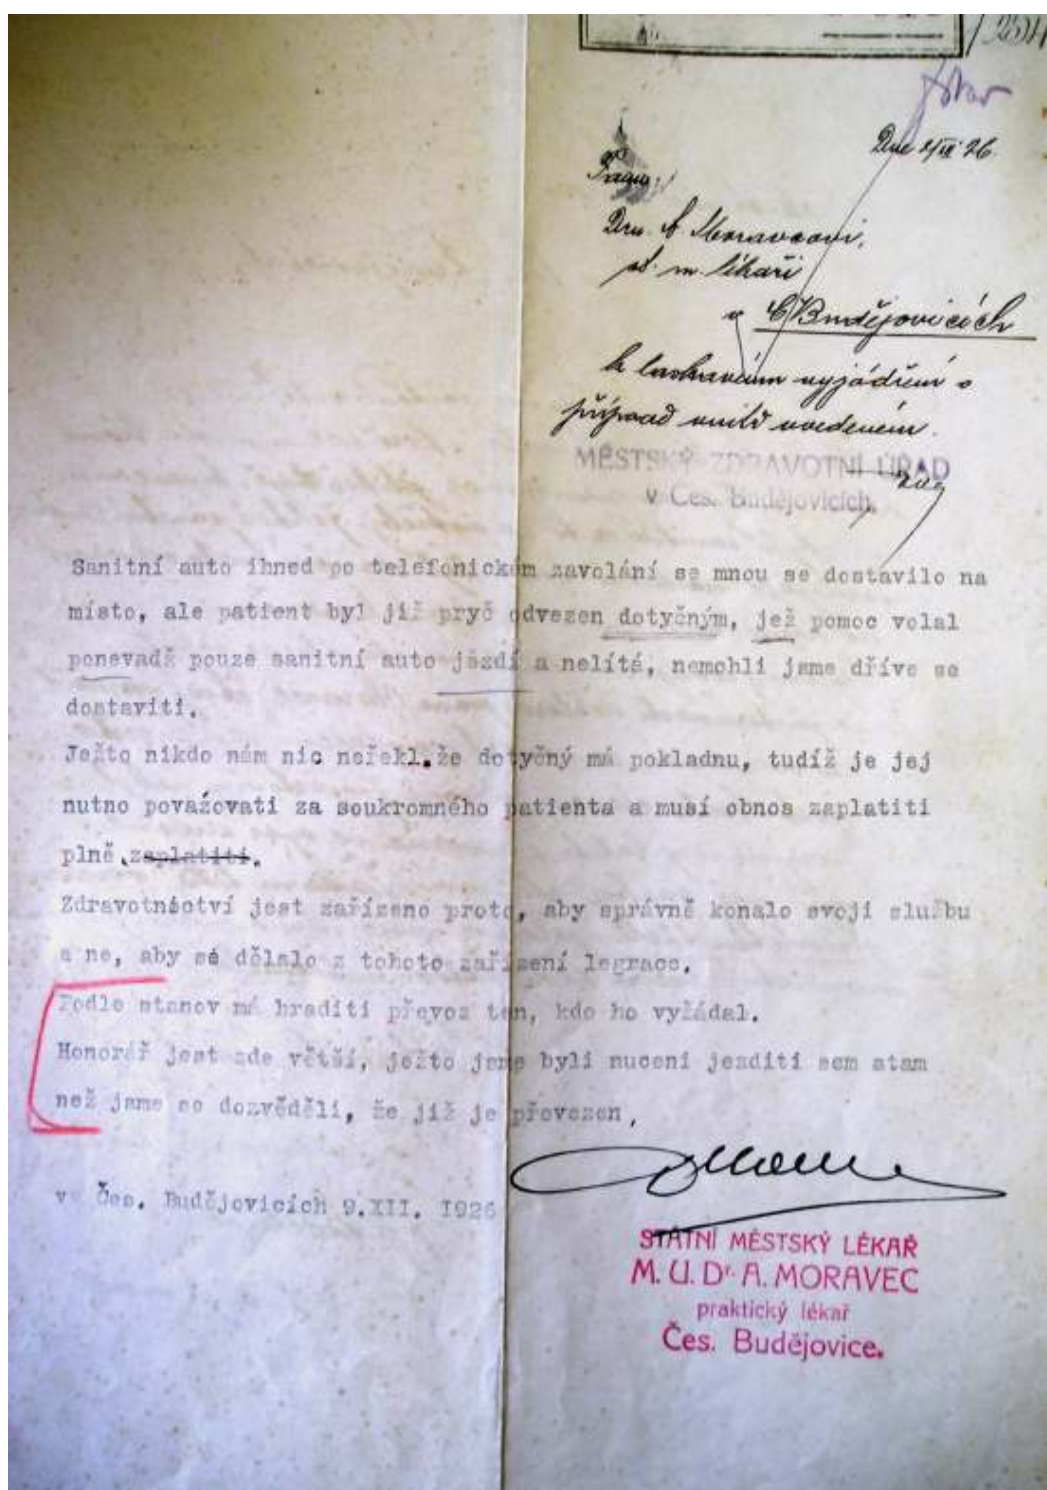 Dne
Dru. A. Moravcovi,
st. m. lékaři
v Č Budějovicích
k laskavému vyjádření o
případ uvnitř uvedeném.
MĚSTSKÝ ZDRAVOTNÍ ÚŘAD
v Čes. Budějovicích.
Sanitní auto ihned po telefonickém zavolání se mnou se dostavilo na
místo, ale patient byl již pryč odvezen dotyčným, jež pomoc volal
ponevadž pouze sanitní auto jezdí a nelítá, nemohli jsme dříve se
dostaviti.
Ježto nikdo nám nic neřekl, že dotyčný má pokladnu, tudíž je jej
nutno považovati za soukromného patienta a musí obnos zaplatiti
plně zaplatiti.
Zdravotnictví jest zařízeno proto, aby správně konalo svoji službu
a ne, aby se dělalo z tohoto zařízení legrace.
Podle stanov má hraditi převoz ten, kdo ho vyžádal.
Honorář jest zde větší, ježto jsme byli nuceni jezditi sem atam
než jsme se dozvěděli, že již je převezen,
v Čes. Budějovicích 9.XII. 1926
STÁTNÍ MĚSTSKÝ LÉKAŘ
M. U. Dr. A. MORAVEC
praktický lékař
Čes. Budějovice.